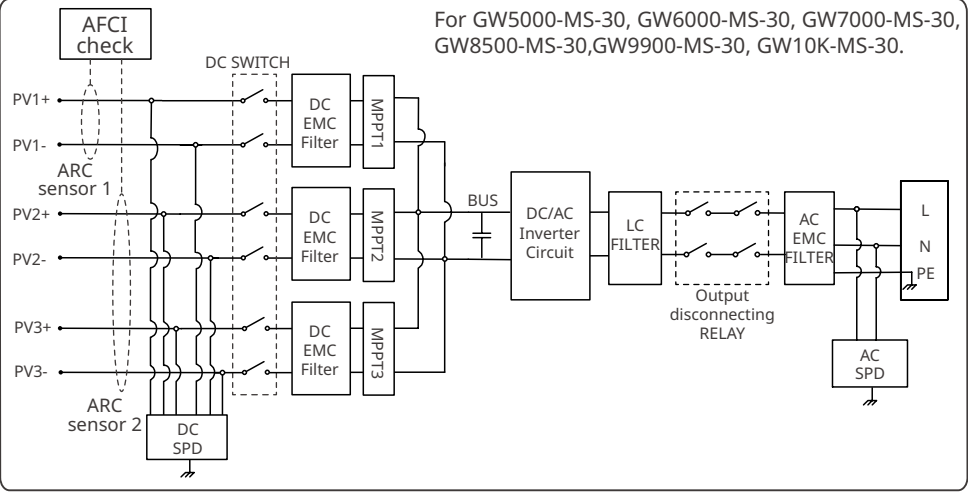 AFCI
check
For GW5000-MS-30, GW6000-MS-30, GW7000-MS-30,
GW8500-MS-30,GW9900-MS-30, GW10K-MS-30.
DC SWITCH
PV1+
PV1-
ARC
sensor 1
PV2+
PV2-
PV3+
PV3-
ARC
sensor 2
DC
SPD
DC
EMC
Filter
MPPT1
DC
EMC
Filter
MPPT2
DC
EMC
Filter
MPPT3
BUS
DC/AC
Inverter
Circuit
LC
FILTER
Output
disconnecting
RELAY
AC
EMC
FILTER
L
N
PE
AC
SPD